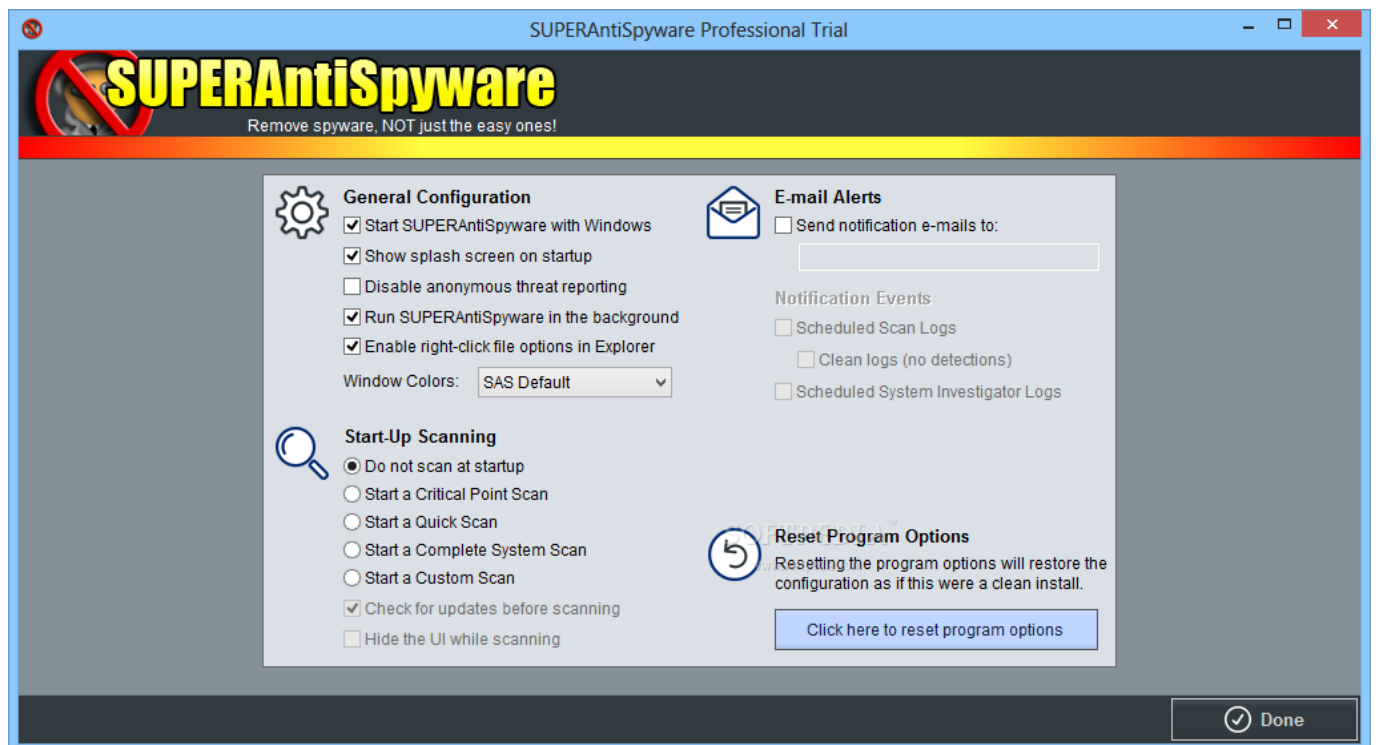 SUPERAntiSpyware Professional Trial
SUPERAntiSpyware
Remove spyware, NOT just the easy ones!
General Configuration
Start SUPERAntiSpyware with Windows
Show splash screen on startup
Disable anonymous threat reporting
Run SUPERAntiSpyware in the background
Enable right-click file options in Explorer
Window Colors: SAS Default
Start-Up Scanning
Do not scan at startup
Start a Critical Point Scan
Start a Quick Scan
Start a Complete System Scan
Start a Custom Scan
Check for updates before scanning
Hide the UI while scanning
E-mail Alerts
Send notification e-mails to:
Notification Events
Scheduled Scan Logs
Clean logs (no detections)
Scheduled System Investigator Logs
SOFTPEDIA
Reset Program Options
Resetting the program options will restore the
configuration as if this were a clean install.
Click here to reset program options
Done